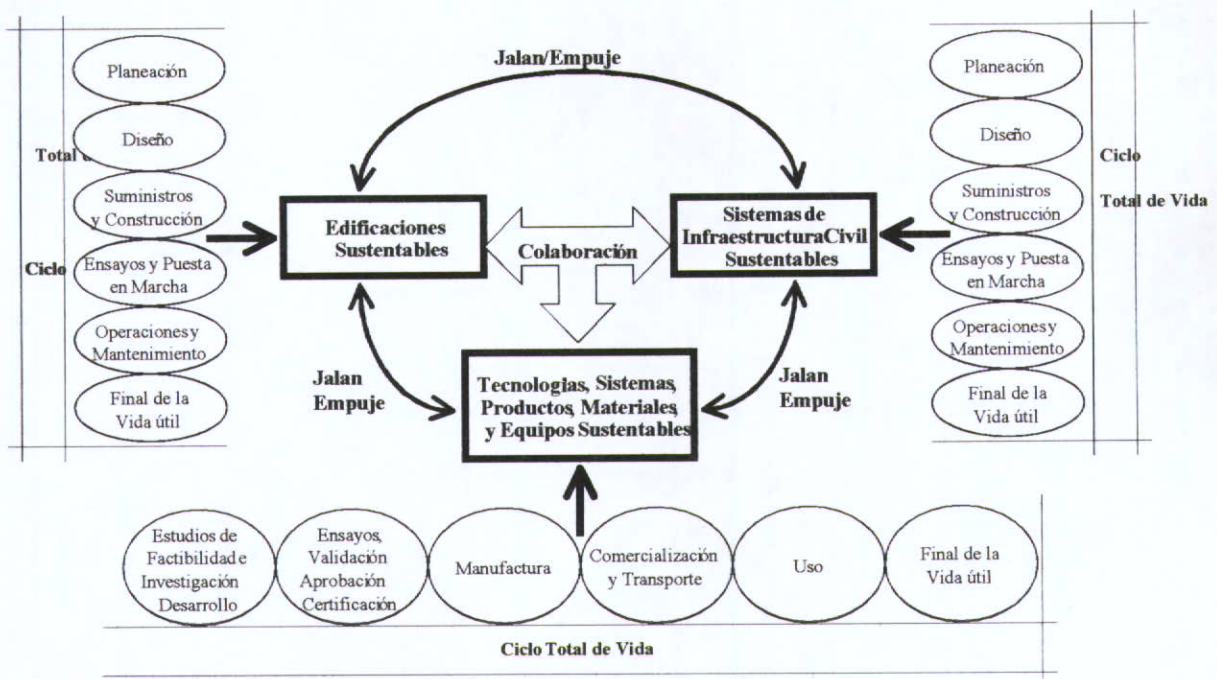 Jalan/Empuje
Planeación
Diseño
Total d
Suministros
y Construcción
Ciclo
Ensayos y Puesta
en Marcha
Operaciones y
Mantenimiento
Final de la
Vida útil
Edificaciones
Sustentables
Colaboración
Sistemas de
Infraestructura Civil
Sustentables
Jalan
Empuje
Tecnologías, Sistemas,
Productos, Materiales,
y Equipos Sustentables
Jalan
Empuje
Planeación
Diseño
Suministros
y Construcción
Ensayos y Puesta
en Marcha
Operaciones y
Mantenimiento
Final de la
Vida útil
Ciclo
Total de Vida
Estudios de
Factibilidad e
Investigación
Desarrollo
Ensayos,
Validación
Aprobación
Certificación
Manufactura
Comercialización
y Transporte
Uso
Final de la
Vida útil
Ciclo Total de Vida